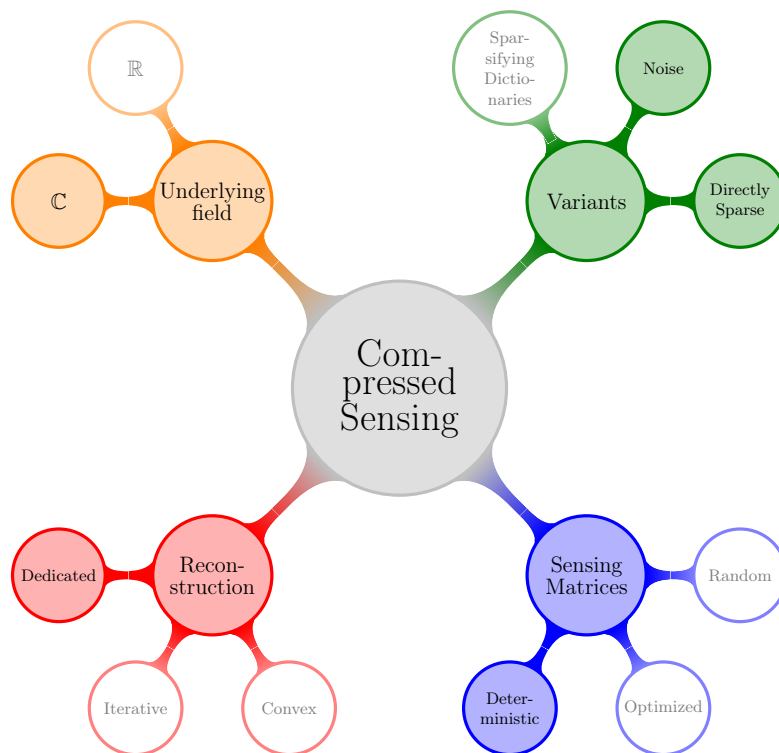 ℝ
ℂ
Underlying
field
Spar-
sifying
Dictio-
naries
Noise
Variants
Directly
Sparse
Com-
pressed
Sensing
Dedicated
Recon-
struction
Iterative
Convex
Sensing
Matrices
Random
Deter-
ministic
Optimized